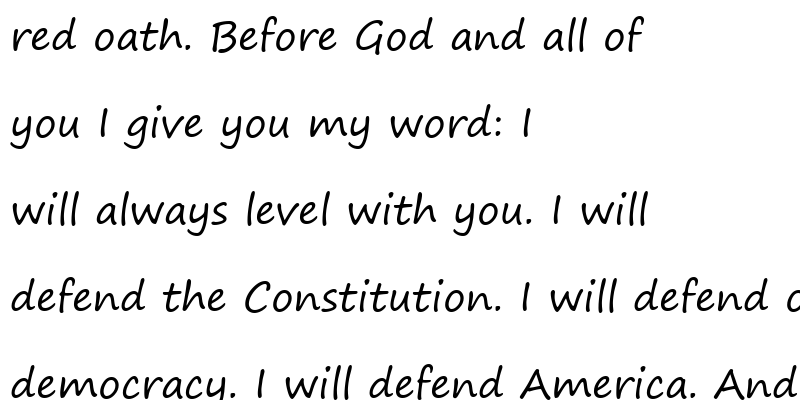 red oath. Before God and all of
you I give you my word: I
will always level with you. I will
defend the Constitution. I will defend
democracy. I will defend America. And